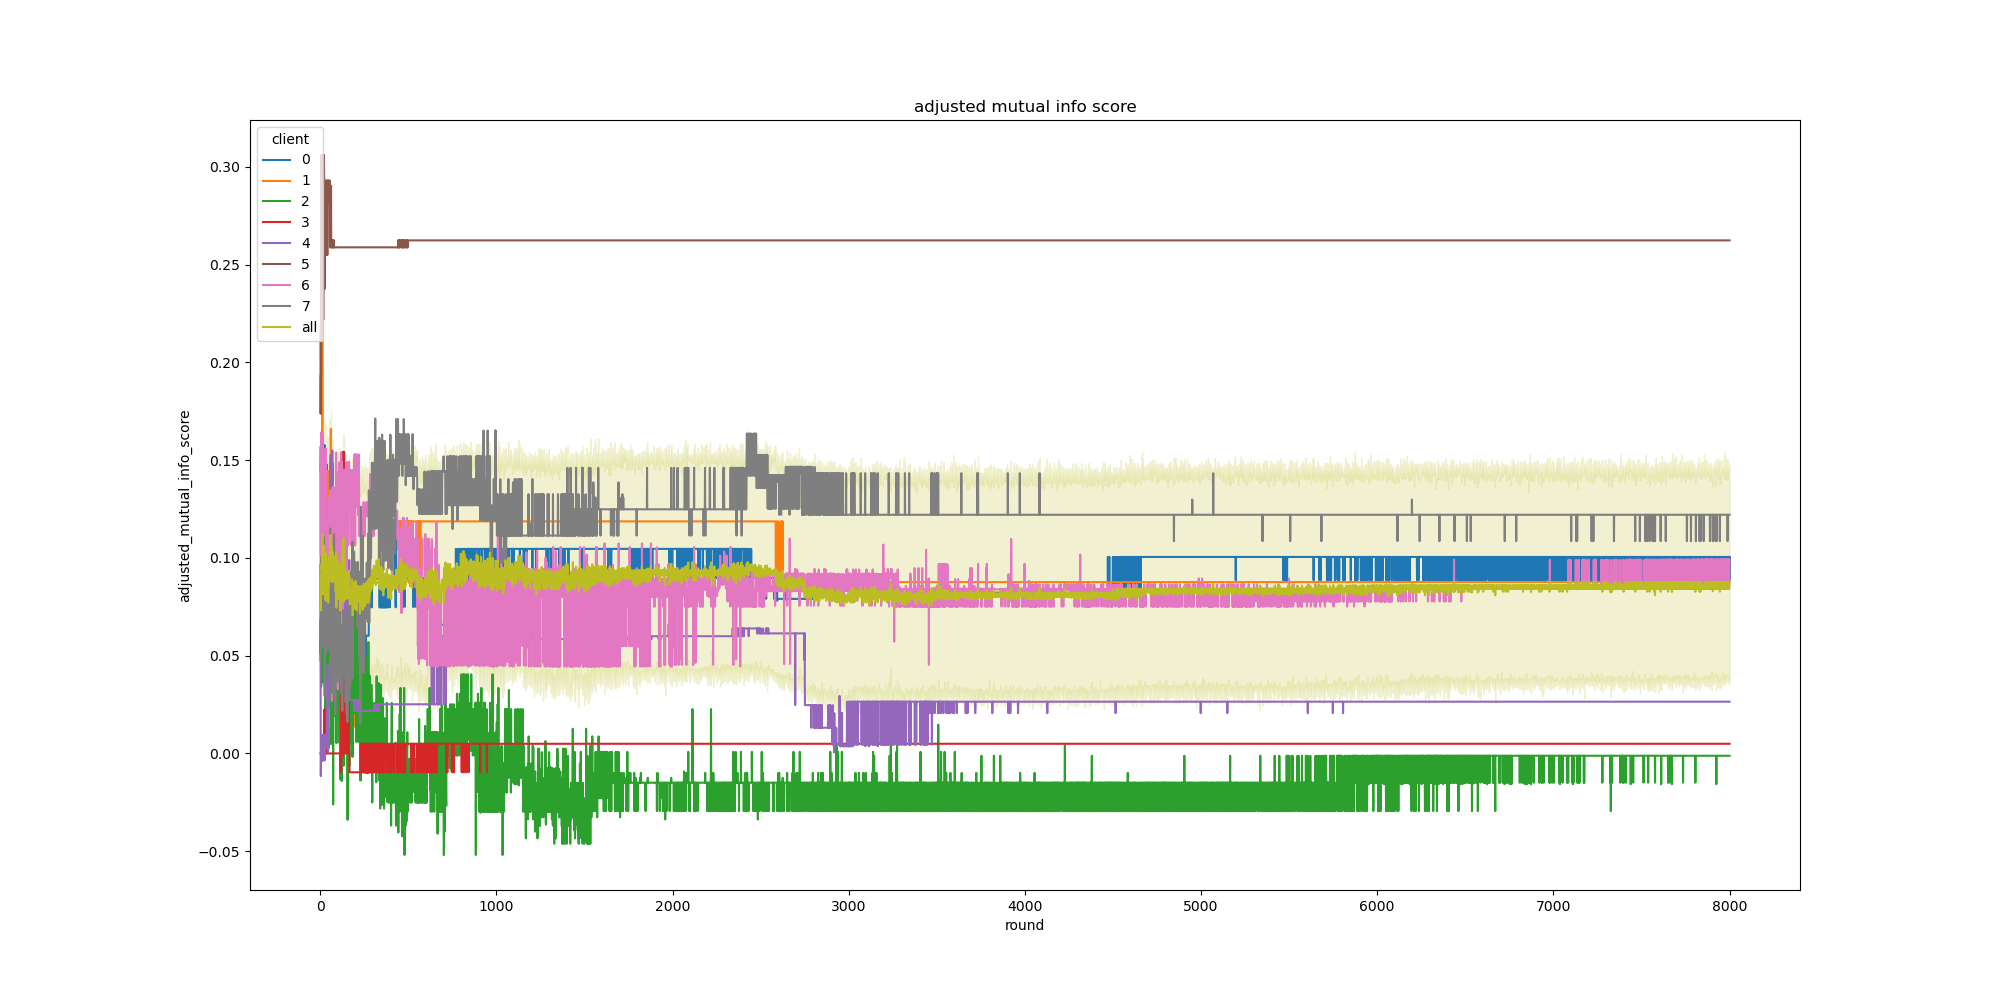 adjusted mutual info score
client
0
1
2
3
4
5
6
7
all
adjusted_mutual_info_score
0.30
0.25
0.20
0.15
0.10
0.05
0.00
−0.05
0 1000 2000 3000 4000 5000 6000 7000 8000
round